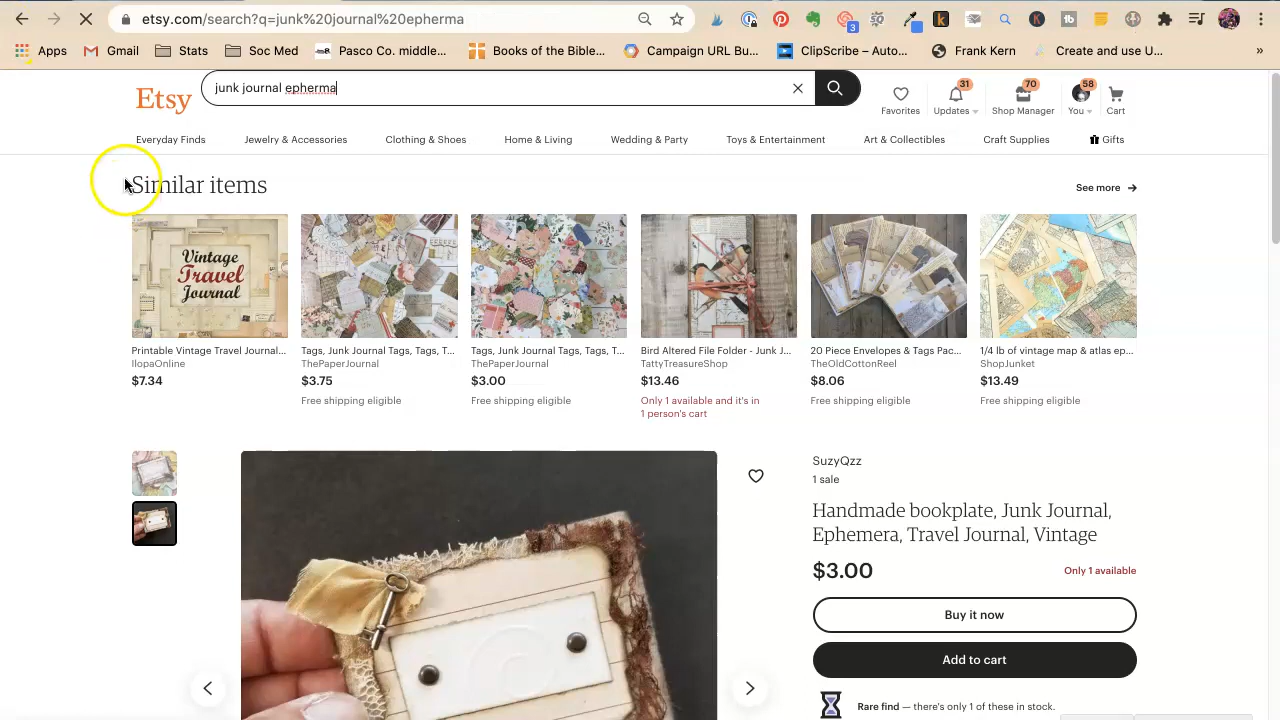 etsy.com/search?q=junk%20journal%20epherma
3
Apps
Gmail
Stats
Soc Med
Pasco Co. middle...
Books of the Bible...
Campaign URL Bu...
ClipScribe – Auto...
Frank Kern
Create and use U...
»
Etsy
junk journal epherma
Favorites
31
Updates
70
Shop Manager
58
You
Cart
Everyday Finds
Jewelry & Accessories
Clothing & Shoes
Home & Living
Wedding & Party
Toys & Entertainment
Art & Collectibles
Craft Supplies
Gifts
Similar items
See more
Vintage
Travel
Journal
Printable Vintage Travel Journal...
IlopaOnline
$7.34
Tags, Junk Journal Tags, Tags, T...
ThePaperJournal
$3.75
Free shipping eligible
Tags, Junk Journal Tags, Tags, T...
ThePaperJournal
$3.00
Free shipping eligible
Bird Altered File Folder - Junk J...
TattyTreasureShop
$13.46
Only 1 available and it's in
1 person's cart
20 Piece Envelopes & Tags Pac...
TheOldCottonReel
$8.06
Free shipping eligible
1/4 lb of vintage map & atlas ep...
ShopJunket
$13.49
Free shipping eligible
SuzyQzz
1 sale
Handmade bookplate, Junk Journal,
Ephemera, Travel Journal, Vintage
$3.00
Only 1 available
Buy it now
Add to cart
Rare find — there's only 1 of these in stock.